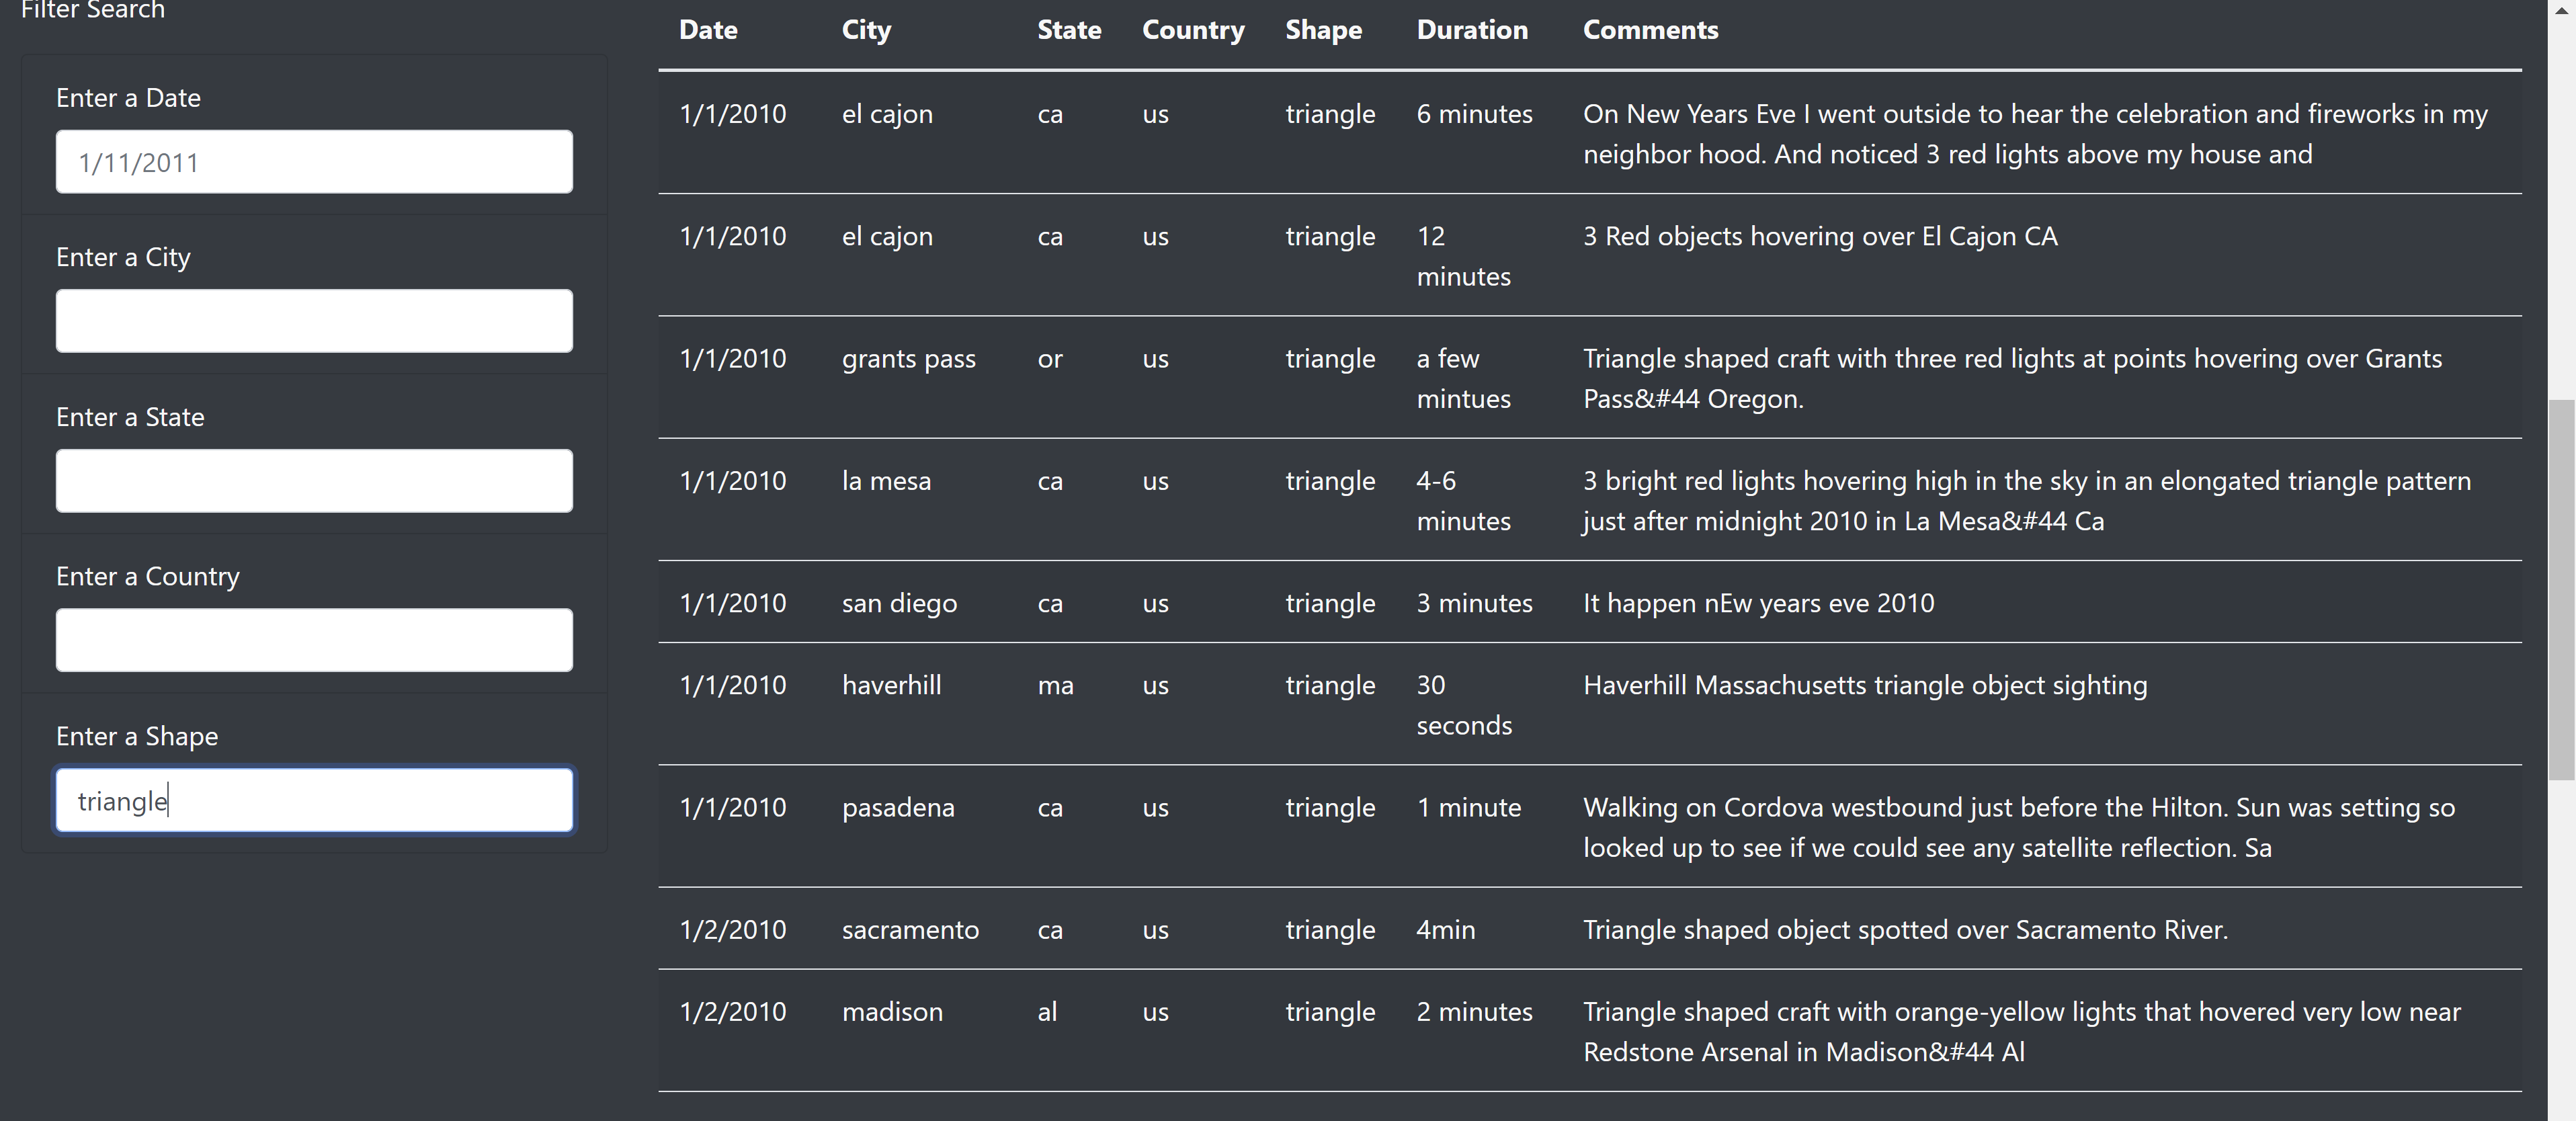 Filter Search
Enter a Date
1/11/2011
Enter a City
Enter a State
Enter a Country
Enter a Shape
triangle
Date City State Country Shape Duration Comments
1/1/2010 el cajon ca us triangle 6 minutes On New Years Eve I went outside to hear the celebration and fireworks in my
neighbor hood. And noticed 3 red lights above my house and
1/1/2010 el cajon ca us triangle 12 3 Red objects hovering over El Cajon CA
minutes
1/1/2010 grants pass or us triangle a few Triangle shaped craft with three red lights at points hovering over Grants
mintues Pass&#44 Oregon.
1/1/2010 la mesa ca us triangle 4-6 3 bright red lights hovering high in the sky in an elongated triangle pattern
minutes just after midnight 2010 in La Mesa&#44 Ca
1/1/2010 san diego ca us triangle 3 minutes It happen nEw years eve 2010
1/1/2010 haverhill ma us triangle 30 Haverhill Massachusetts triangle object sighting
seconds
1/1/2010 pasadena ca us triangle 1 minute Walking on Cordova westbound just before the Hilton. Sun was setting so
looked up to see if we could see any satellite reflection. Sa
1/2/2010 sacramento ca us triangle 4min Triangle shaped object spotted over Sacramento River.
1/2/2010 madison al us triangle 2 minutes Triangle shaped craft with orange-yellow lights that hovered very low near
Redstone Arsenal in Madison&#44 Al